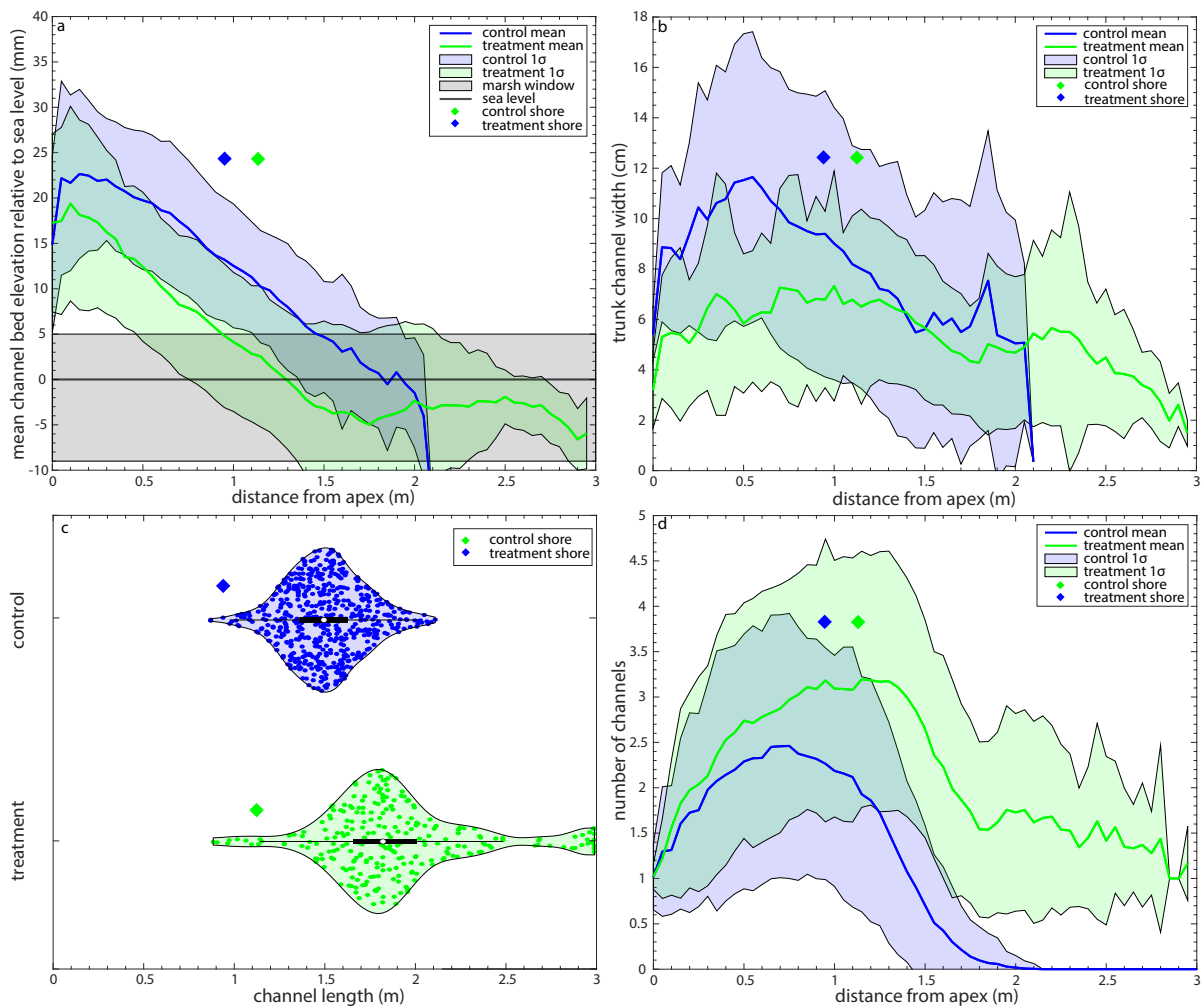 a
mean channel bed elevation relative to sea level (mm)
40
35
30
25
20
15
10
5
0
-5
-10
control mean
treatment mean
control 1σ
treatment 1σ
marsh window
sea level
control shore
treatment shore
0
0.5
1
1.5
2
2.5
3
distance from apex (m)
b
trunk channel width (cm)
18
16
14
12
10
8
6
4
2
0
control mean
treatment mean
control 1σ
treatment 1σ
control shore
treatment shore
0
0.5
1
1.5
2
2.5
3
distance from apex (m)
c
control
treatment
control shore
treatment shore
0
0.5
1
1.5
2
2.5
3
channel length (m)
d
number of channels
5
4.5
4
3.5
3
2.5
2
1.5
1
0.5
0
control mean
treatment mean
control 1σ
treatment 1σ
control shore
treatment shore
0
0.5
1
1.5
2
2.5
3
distance from apex (m)